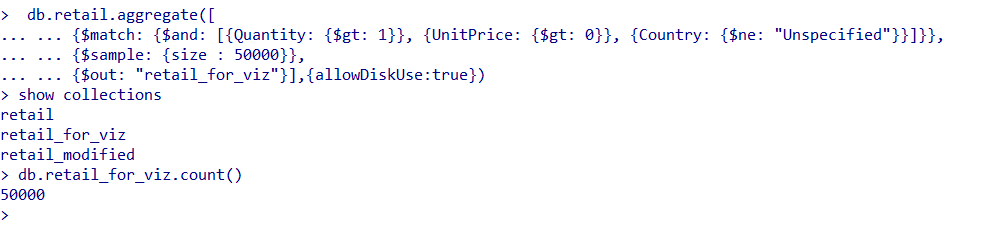 >  db.retail.aggregate([
... ... {$match: {$and: [{Quantity: {$gt: 1}}, {UnitPrice: {$gt: 0}}, {Country: {$ne: "Unspecified"}}]}},
... ... {$sample: {size : 50000}},
... ... {$out: "retail_for_viz"}],{allowDiskUse:true})
> show collections
retail
retail_for_viz
retail_modified
> db.retail_for_viz.count()
50000
>